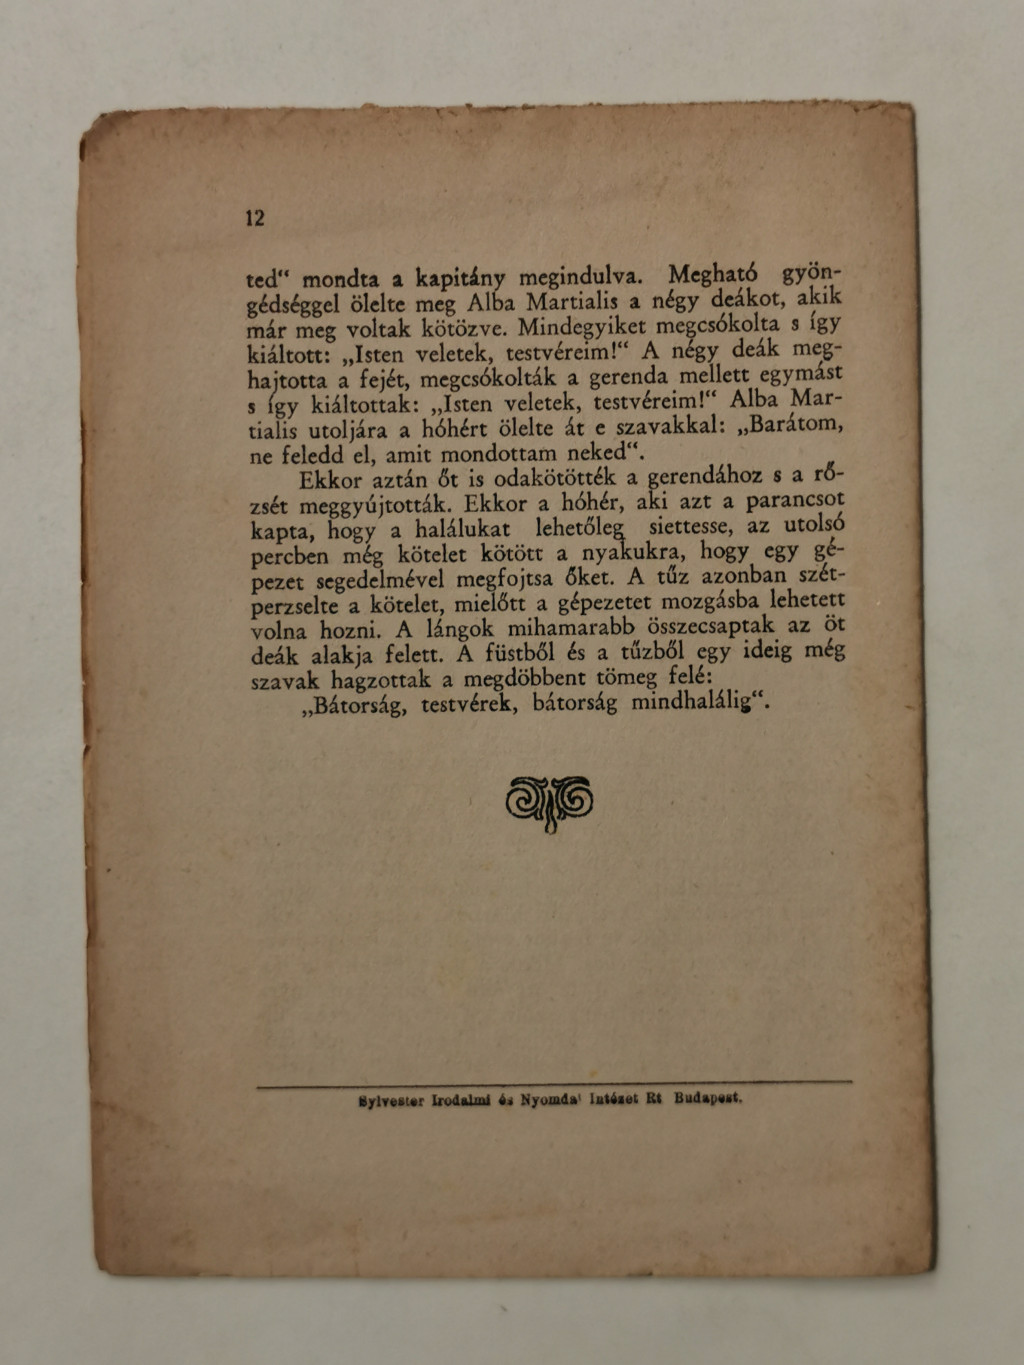 12
ted“ mondta a kapitány megindulva. Megható gyön-
gédséggel ölelte meg Alba Martialis a négy deákot, akik
már meg voltak kötözve. Mindegyiket megcsókolta s így
kiáltott: „Isten veletek, testvéreim!“ A négy deák meg-
hajtotta a fejét, megcsókolták a gerenda mellett egymást
s így kiáltottak: „Isten veletek, testvéreim!“ Alba Mar-
tialis utoljára a hóhért ölelte át e szavakkal: „Barátom,
ne feledd el, amit mondottam neked“.
Ekkor aztán őt is odakötötték a gerendához s a rő-
zsét meggyújtották. Ekkor a hóhér, aki azt a parancsot
kapta, hogy a halálukat lehetőleg siettesse, az utolsó
percben még kötelet kötött a nyakukra, hogy egy gé-
pezet segedelmével megfojtsa őket. A tűz azonban szét-
perzselte a kötelet, mielőtt a gépezetet mozgásba lehetett
volna hozni. A lángok mihamarabb összecsaptak az öt
deák alakja felett. A füstből és a tűzből egy ideig még
szavak hagzottak a megdöbbent tömeg felé:
„Bátorság, testvérek, bátorság mindhalálig“.
Sylvester Irodalmi és Nyomdai Intézet Rt Budapest.